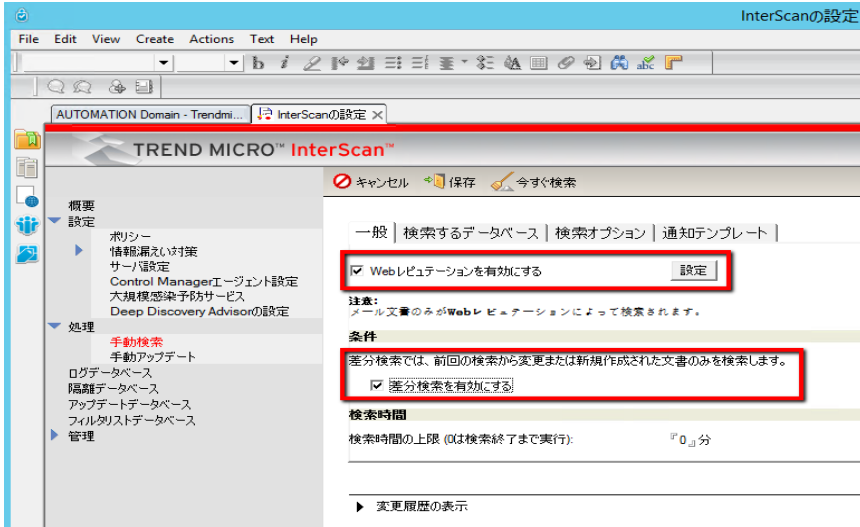 InterScanの設定
File Edit View Create Actions Text Help
b i
abc
AUTOMATION Domain - Trendmi... InterScanの設定
TREND MICRO™ InterScan™
キャンセル 保存 今すぐ検索
概要
設定
ポリシー
情報漏えい対策
サーバ設定
Control Managerエージェント設定
大規模感染予防サービス
Deep Discovery Advisorの設定
処理
手動検索
手動アップデート
ログデータベース
隔離データベース
アップデートデータベース
フィルタリストデータベース
管理
一般 検索するデータベース 検索オプション 通知テンプレート
Webレピュテーションを有効にする 設定
注意:
メール文書のみがWebレピュテーションによって検索されます。
条件
差分検索では、前回の検索から変更または新規作成された文書のみを検索します。
差分検索を有効にする
検索時間
検索時間の上限 (0は検索終了まで実行): 『0』分
変更履歴の表示